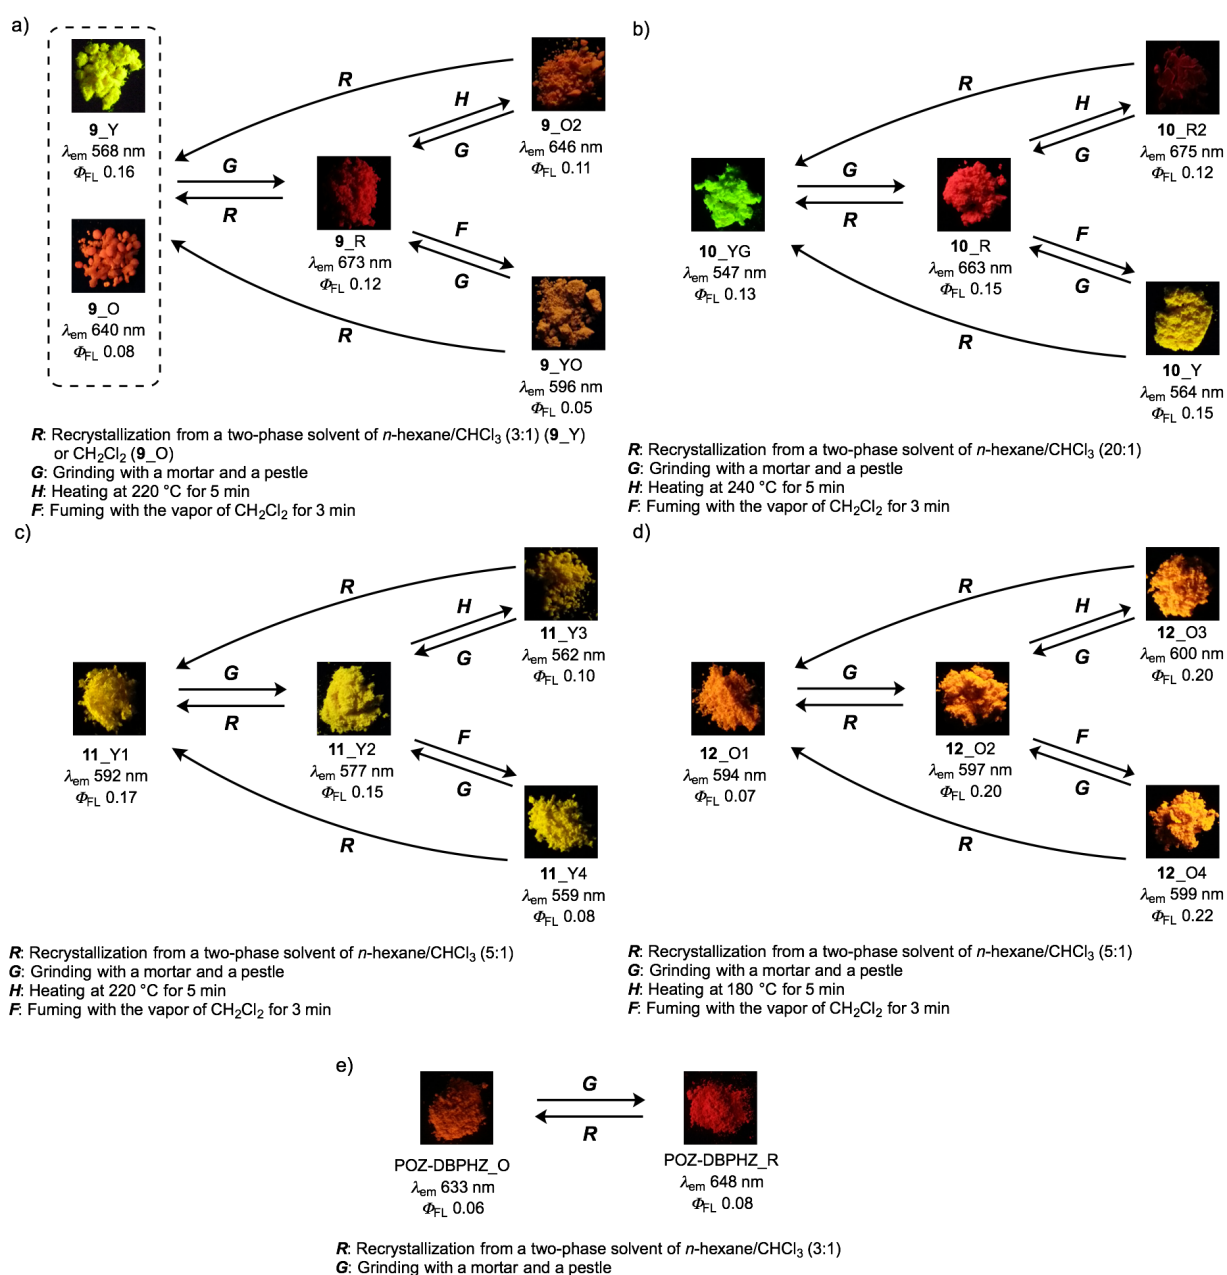 a)
R
9_Y
λem 568 nm
ΦFL 0.16
9_O
λem 640 nm
ΦFL 0.08
G
R
9_R
λem 673 nm
ΦFL 0.12
H
G
9_O2
λem 646 nm
ΦFL 0.11
F
G
9_YO
λem 596 nm
ΦFL 0.05
R
R: Recrystallization from a two-phase solvent of n-hexane/CHCl3 (3:1) (9_Y)
or CH2Cl2 (9_O)
G: Grinding with a mortar and a pestle
H: Heating at 220 °C for 5 min
F: Fuming with the vapor of CH2Cl2 for 3 min
b)
R
10_YG
λem 547 nm
ΦFL 0.13
G
R
10_R
λem 663 nm
ΦFL 0.15
H
G
10_R2
λem 675 nm
ΦFL 0.12
F
G
10_Y
λem 564 nm
ΦFL 0.15
R
R: Recrystallization from a two-phase solvent of n-hexane/CHCl3 (20:1)
G: Grinding with a mortar and a pestle
H: Heating at 240 °C for 5 min
F: Fuming with the vapor of CH2Cl2 for 3 min
c)
R
11_Y1
λem 592 nm
ΦFL 0.17
G
R
11_Y2
λem 577 nm
ΦFL 0.15
H
G
11_Y3
λem 562 nm
ΦFL 0.10
F
G
11_Y4
λem 559 nm
ΦFL 0.08
R
R: Recrystallization from a two-phase solvent of n-hexane/CHCl3 (5:1)
G: Grinding with a mortar and a pestle
H: Heating at 220 °C for 5 min
F: Fuming with the vapor of CH2Cl2 for 3 min
d)
R
12_O1
λem 594 nm
ΦFL 0.07
G
R
12_O2
λem 597 nm
ΦFL 0.20
H
G
12_O3
λem 600 nm
ΦFL 0.20
F
G
12_O4
λem 599 nm
ΦFL 0.22
R
R: Recrystallization from a two-phase solvent of n-hexane/CHCl3 (5:1)
G: Grinding with a mortar and a pestle
H: Heating at 180 °C for 5 min
F: Fuming with the vapor of CH2Cl2 for 3 min
e)
POZ-DBPHZ_O
λem 633 nm
ΦFL 0.06
G
R
POZ-DBPHZ_R
λem 648 nm
ΦFL 0.08
R: Recrystallization from a two-phase solvent of n-hexane/CHCl3 (3:1)
G: Grinding with a mortar and a pestle